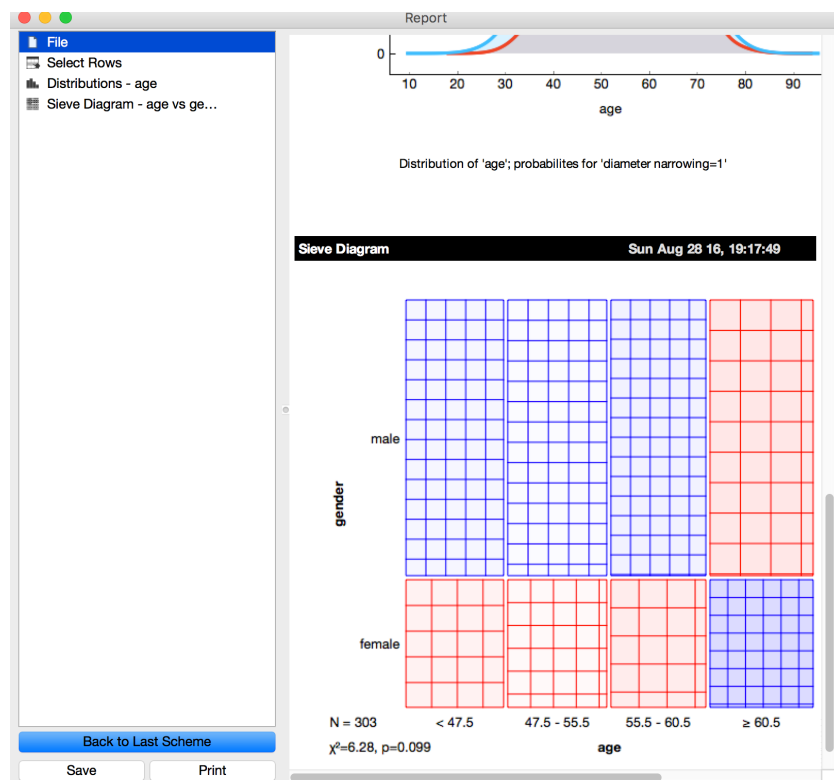 Report
File
Select Rows
Distributions - age
Sieve Diagram - age vs ge…
0
10 20 30 40 50 60 70 80 90
age
Distribution of 'age'; probabilites for 'diameter narrowing=1'
Sieve Diagram Sun Aug 28 16, 19:17:49
male
gender
female
N = 303 < 47.5 47.5 - 55.5 55.5 - 60.5 ≥ 60.5
χ²=6.28, p=0.099 age
Back to Last Scheme
Save Print